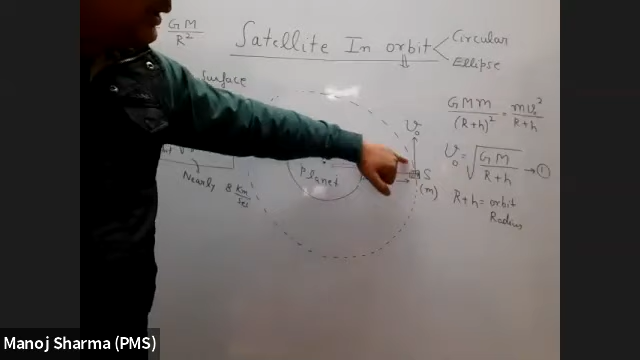 GM
R²
Satellite In orbit
Circular
Ellipse
Surface
GMm/(R+h)² = mv₀²/R+h
V₀
V₀ = √GM/R+h → ①
Planet
S
(m)
Nearly 8 Km/sec
R+h = orbit
Radius
Manoj Sharma (PMS)